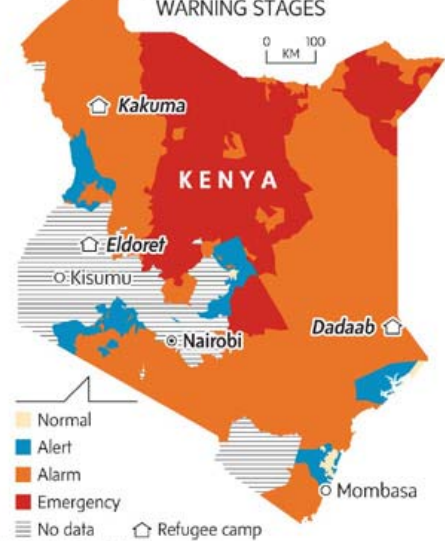 WARNING STAGES
0 100
KM
Kakuma
KENYA
Eldoret
Kisumu
Nairobi
Dadaab
Normal
Alert
Alarm
Emergency
Mombasa
No data
Refugee camp